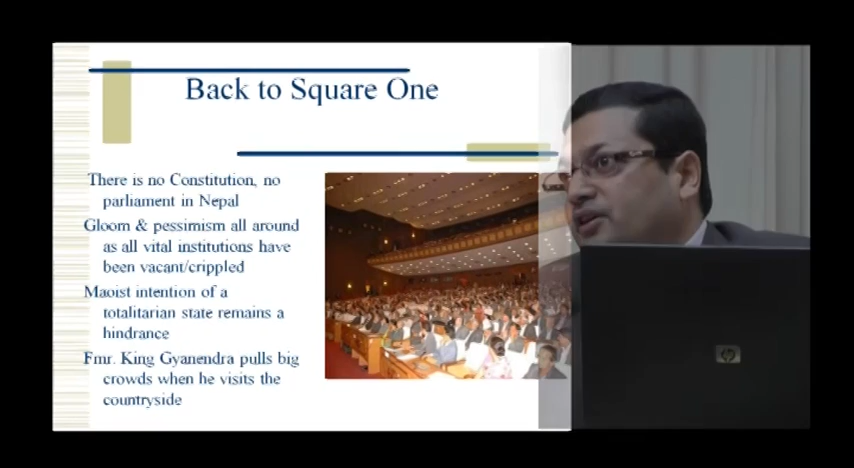 Back to Square One
There is no Constitution, no
parliament in Nepal
Gloom & pessimism all around
as all vital institutions have
been vacant/crippled
Maoist intention of a
totalitarian state remains a
hindrance
Fmr. King Gyanendra pulls big
crowds when he visits the
countryside
hp